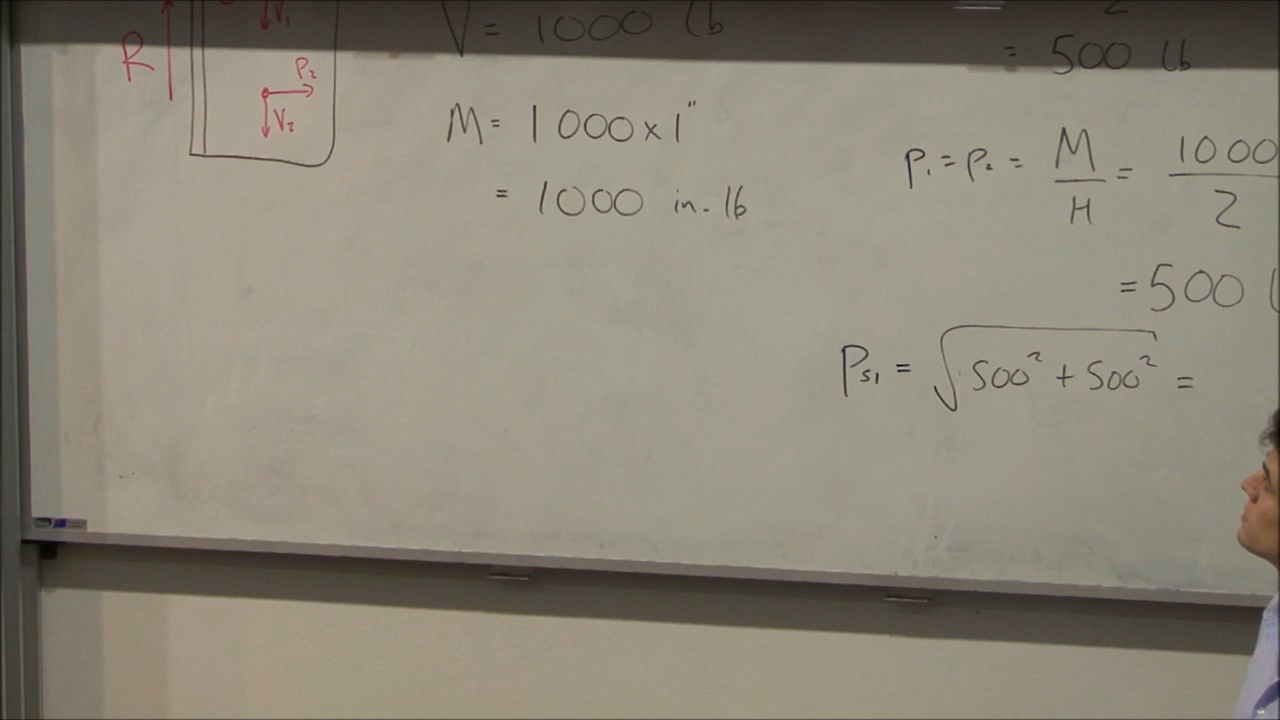 R
V₁
P₂
V₂
V = 1000 lb
M = 1000 x 1"
= 1000 in. lb
2
= 500 lb
P₁ = P₂ = M/H = 1000/2
= 500 l
Ps₁ = √500² + 500² =